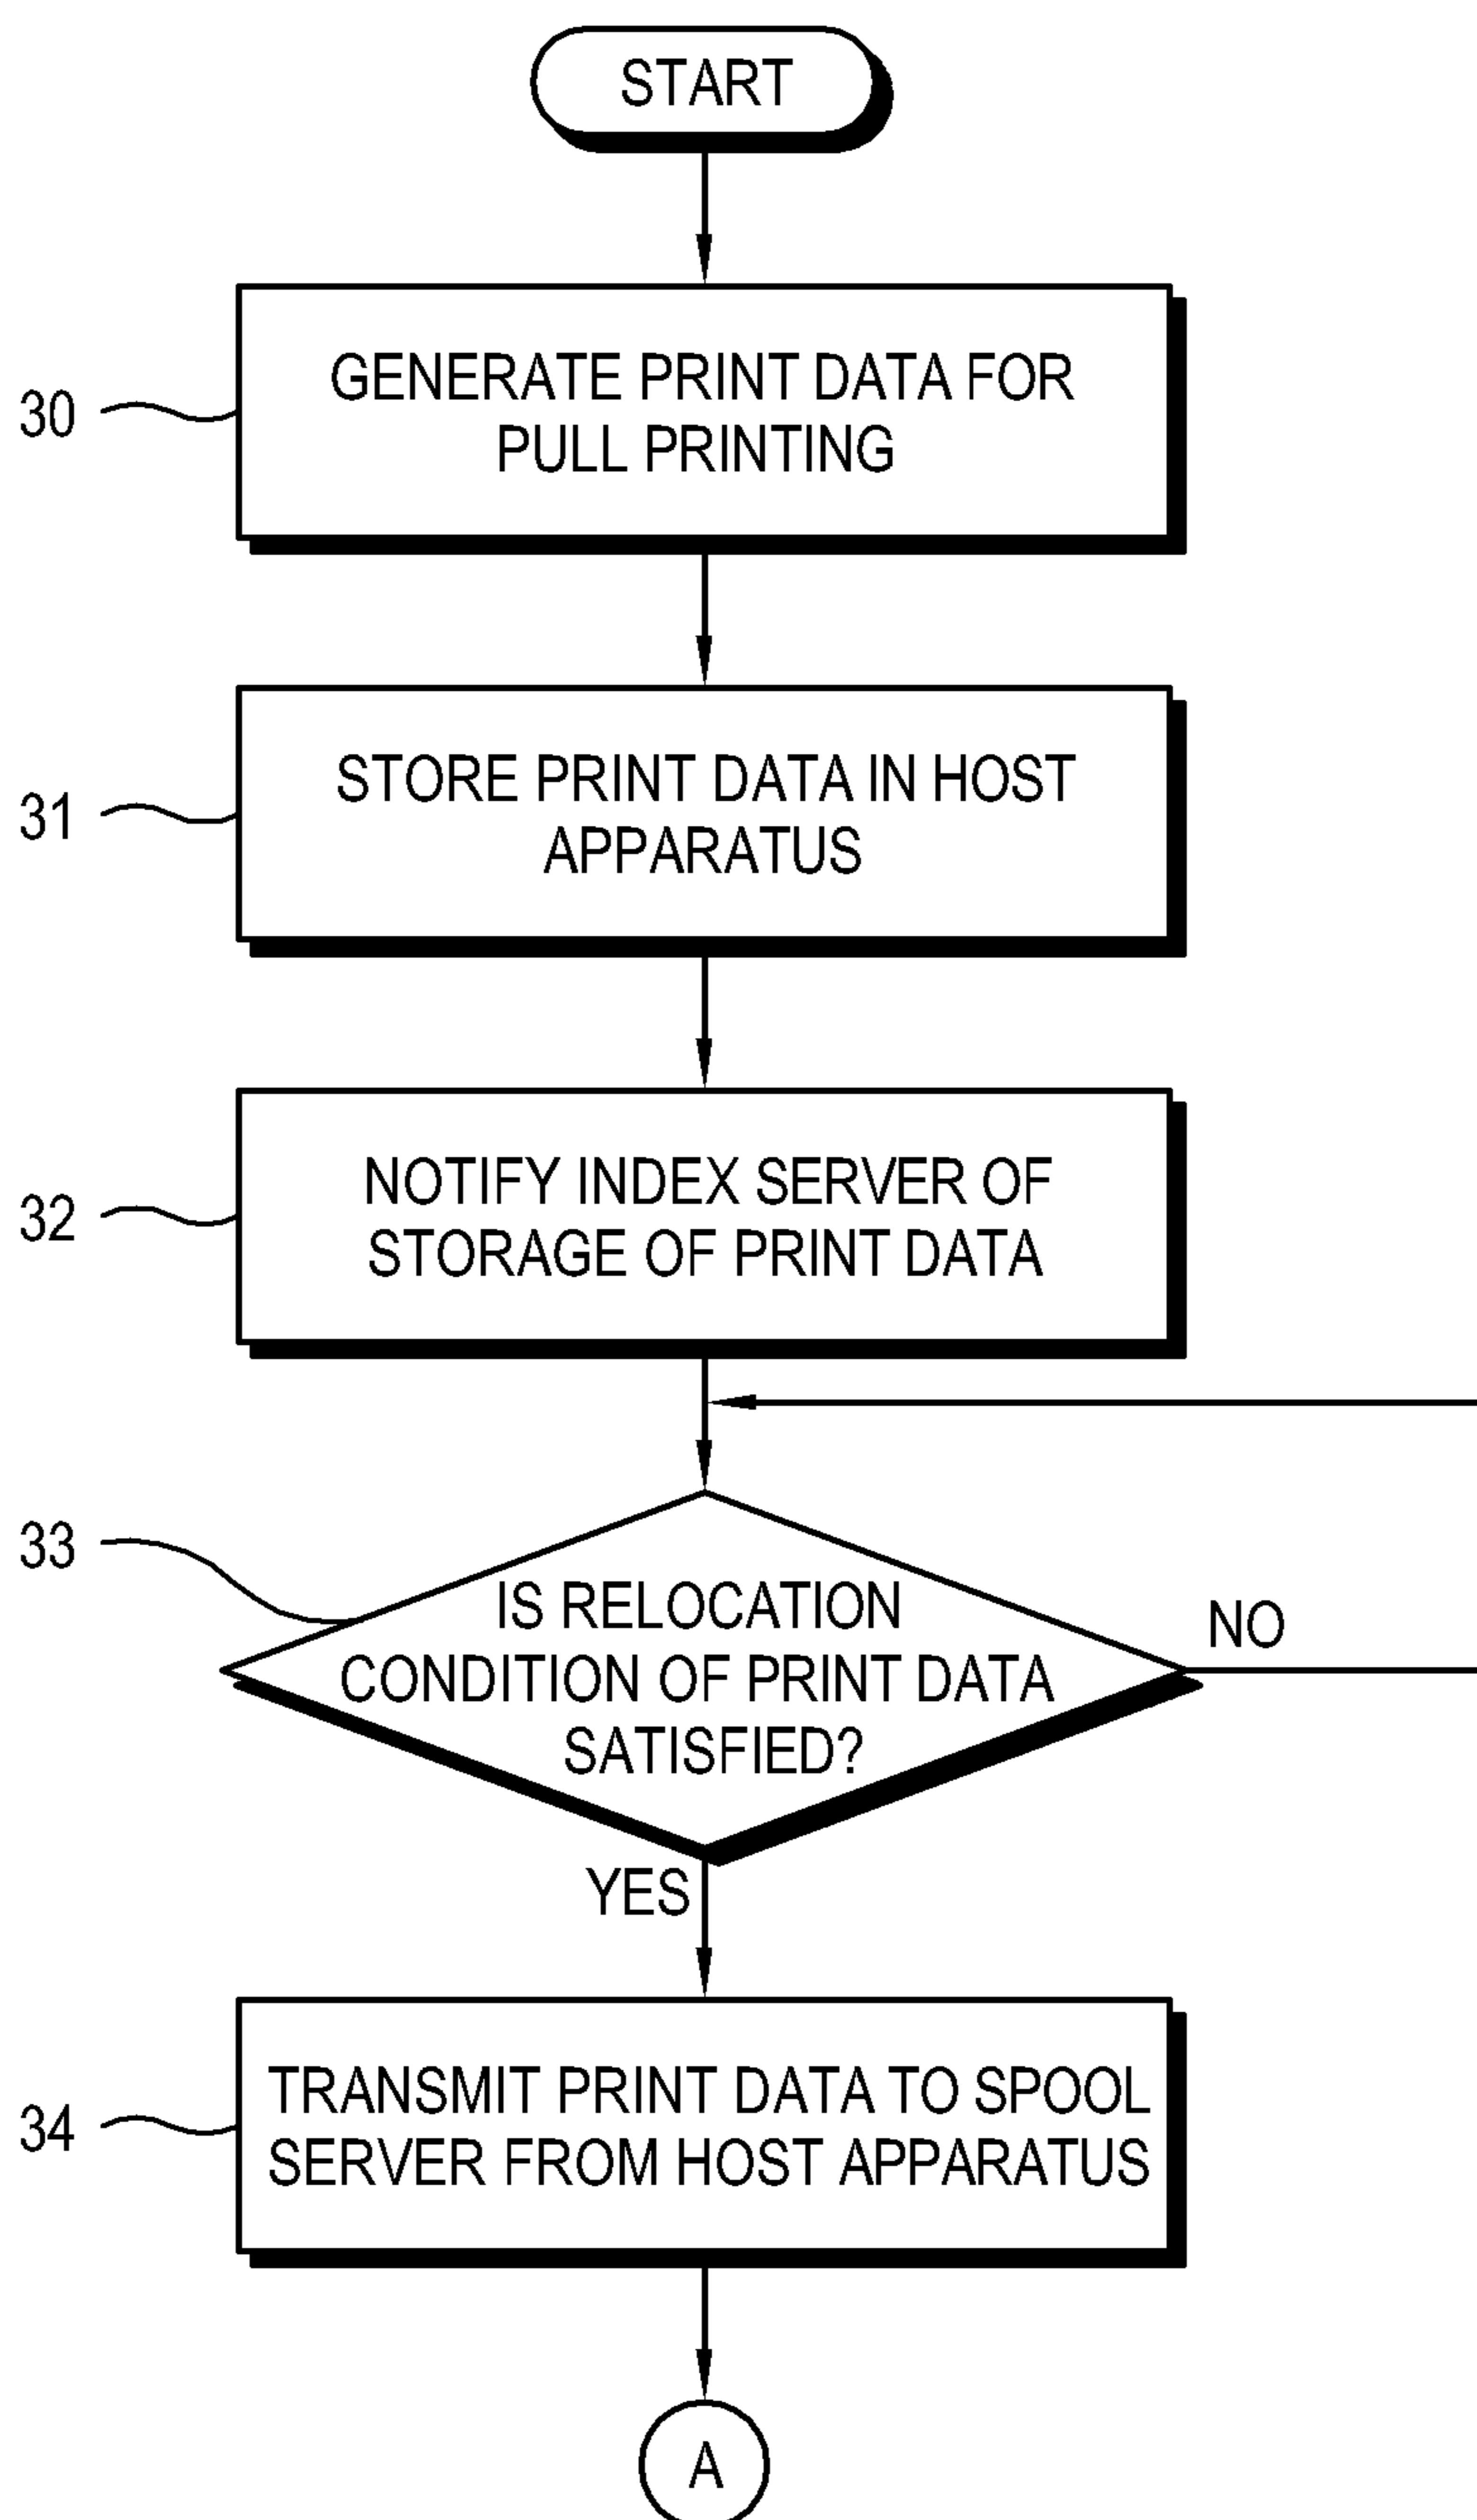 START
30
GENERATE PRINT DATA FOR
PULL PRINTING
31
STORE PRINT DATA IN HOST
APPARATUS
32
NOTIFY INDEX SERVER OF
STORAGE OF PRINT DATA
33
IS RELOCATION
CONDITION OF PRINT DATA
SATISFIED?
NO
YES
34
TRANSMIT PRINT DATA TO SPOOL
SERVER FROM HOST APPARATUS
A